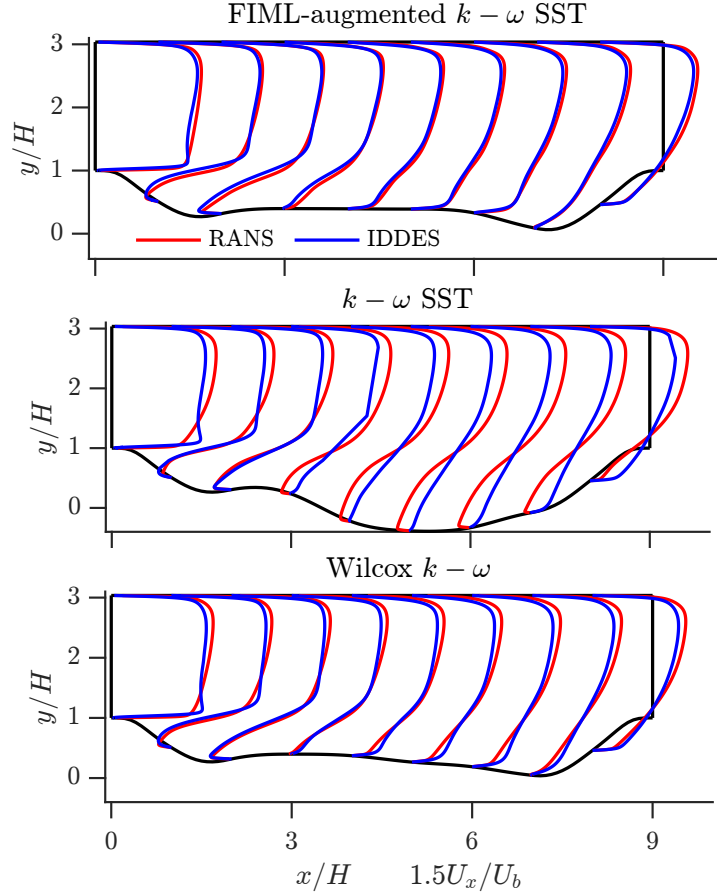 FIML-augmented k − ω SST
3
2
1
0
y/H
RANS IDDES
k − ω SST
3
2
1
0
y/H
Wilcox k − ω
3
2
1
0
y/H
0 3 6 9
x/H 1.5U_x/U_b